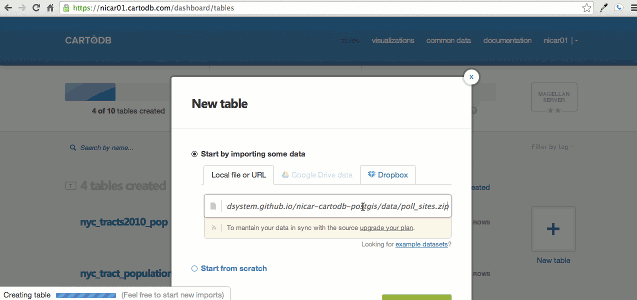 https://nicar01.cartodb.com/dashboard/tables
CARTODB
visualizations common data documentation nicar01 | -
New table
x
MAGELLAN SERVER
4 of 10 tables created
Search by name...
Start by importing some data
Filter by tag
Local file or URL Google Drive data Dropbox
4 tables created
dsystem.github.io/nicar-cartodb-postgis/data/poll_sites.zip
nyc_tracts2010_pop
To mantain your data in sync with the source upgrade your plan.
rows
Looking for example datasets?
New table
Start from scratch
nyc_tract_population
rows
Creating table (Feel free to start new imports)